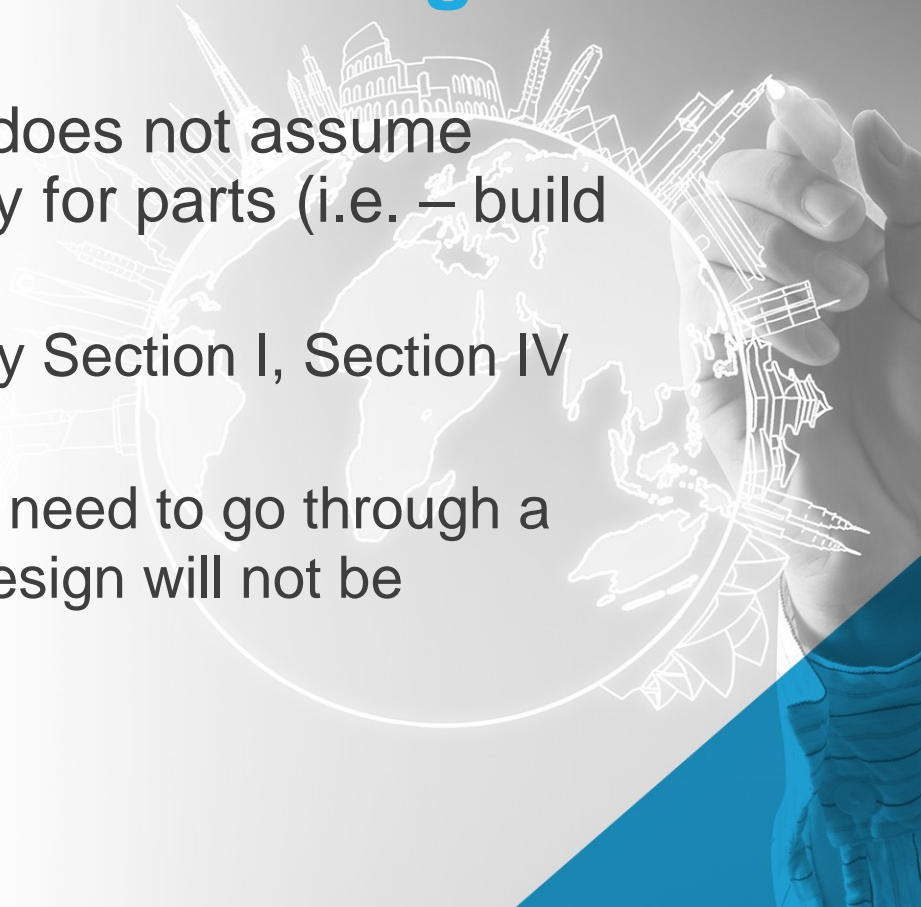 does not assume
y for parts (i.e. – build
y Section I, Section IV
need to go through a
esign will not be